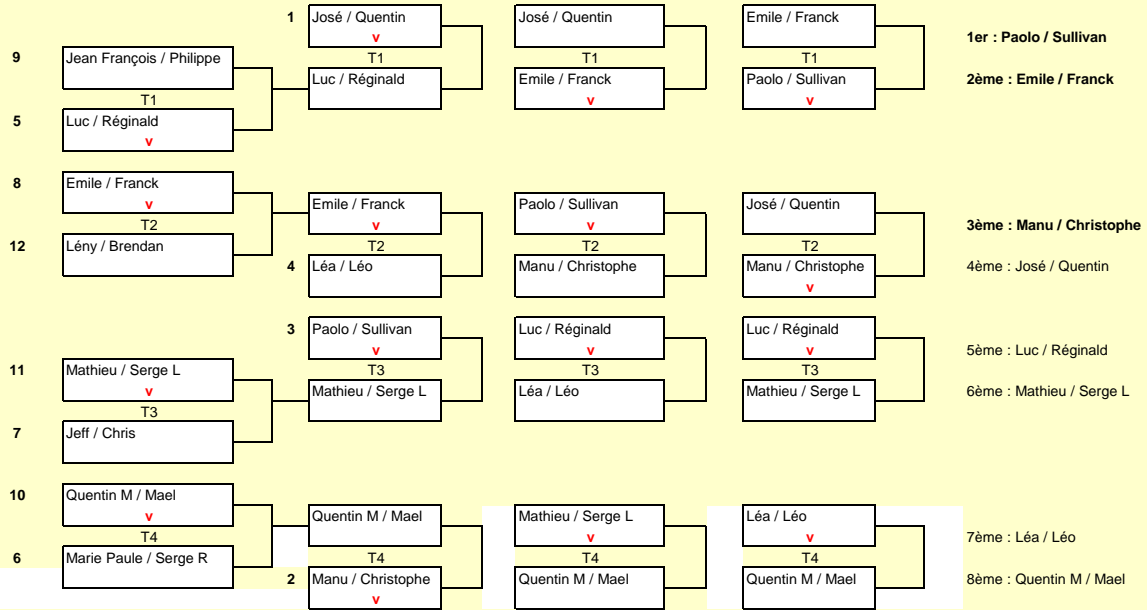 1 José / Quentin José / Quentin Emile / Franck
v
1er : Paolo / Sullivan
9 Jean François / Philippe T1 T1 T1
Luc / Réginald Emile / Franck Paolo / Sullivan 2ème : Emile / Franck
v v
T1
5 Luc / Réginald
v
8 Emile / Franck
v
Emile / Franck Paolo / Sullivan José / Quentin
v v
T2 3ème : Manu / Christophe
12 Lény / Brendan T2 T2 T2
4 Léa / Léo Manu / Christophe Manu / Christophe 4ème : José / Quentin
v
3 Paolo / Sullivan Luc / Réginald Luc / Réginald
v v v
5ème : Luc / Réginald
11 Mathieu / Serge L T3 T3 T3
v
Mathieu / Serge L Léa / Léo Mathieu / Serge L 6ème : Mathieu / Serge L
T3
7 Jeff / Chris
10 Quentin M / Mael
v
Quentin M / Mael Mathieu / Serge L Léa / Léo
v v
T4 7ème : Léa / Léo
6 Marie Paule / Serge R T4 T4 T4
2 Manu / Christophe Quentin M / Mael Quentin M / Mael 8ème : Quentin M / Mael
v